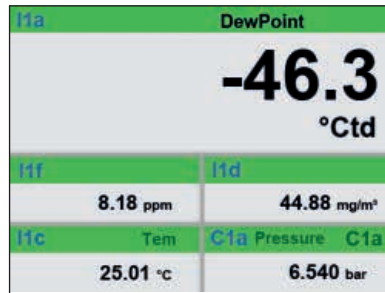 I1a DewPoint
-46.3
°Ctd
I1f I1d
8.18 ppm 44.88 mg/m³
I1c Tem C1a Pressure C1a
25.01 °C 6.540 bar